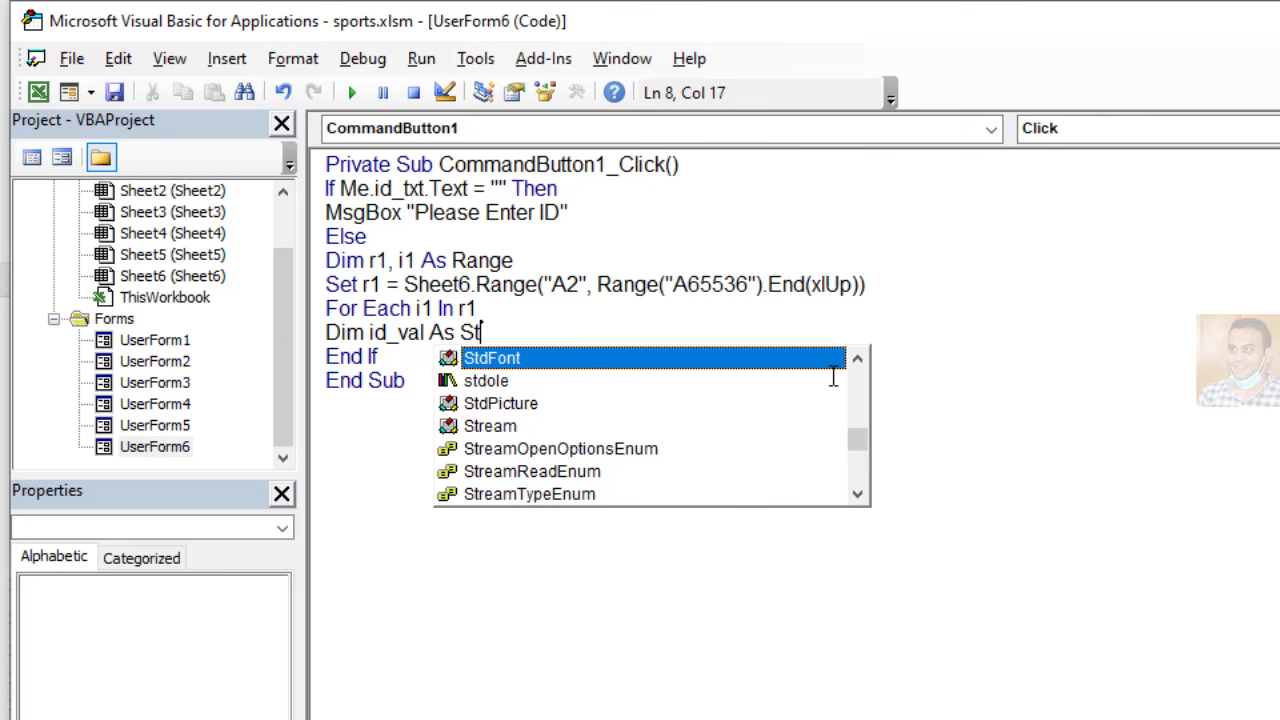 Microsoft Visual Basic for Applications - sports.xlsm - [UserForm6 (Code)]
File Edit View Insert Format Debug Run Tools Add-Ins Window Help
Ln 8, Col 17
Project - VBAProject
Sheet2 (Sheet2)
Sheet3 (Sheet3)
Sheet4 (Sheet4)
Sheet5 (Sheet5)
Sheet6 (Sheet6)
ThisWorkbook
Forms
UserForm1
UserForm2
UserForm3
UserForm4
UserForm5
UserForm6
Properties
Alphabetic Categorized
CommandButton1 Click
Private Sub CommandButton1_Click()
If Me.id_txt.Text = "" Then
MsgBox "Please Enter ID"
Else
Dim r1, i1 As Range
Set r1 = Sheet6.Range("A2", Range("A65536").End(xlUp))
For Each i1 In r1
Dim id_val As St
End If
End Sub
StdFont
stdole
StdPicture
Stream
StreamOpenOptionsEnum
StreamReadEnum
StreamTypeEnum